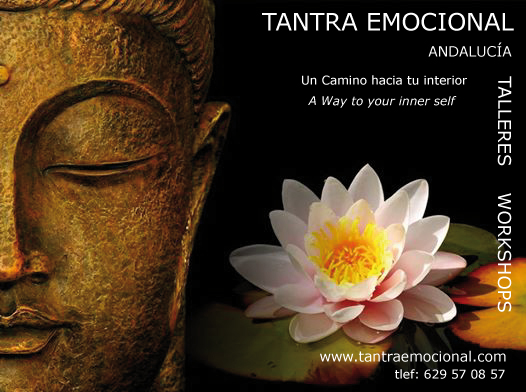 TANTRA EMOCIONAL
ANDALUCÍA
Un Camino hacia tu interior
A Way to your inner self
TALLERES WORKSHOPS
www.tantraemocional.com
tlef: 629 57 08 57